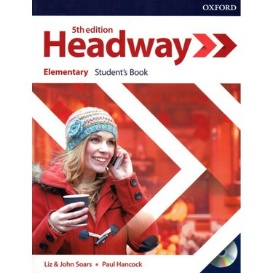 OXFORD
5th edition
Headway
Elementary Student's Book
Liz & John Soars • Paul Hancock